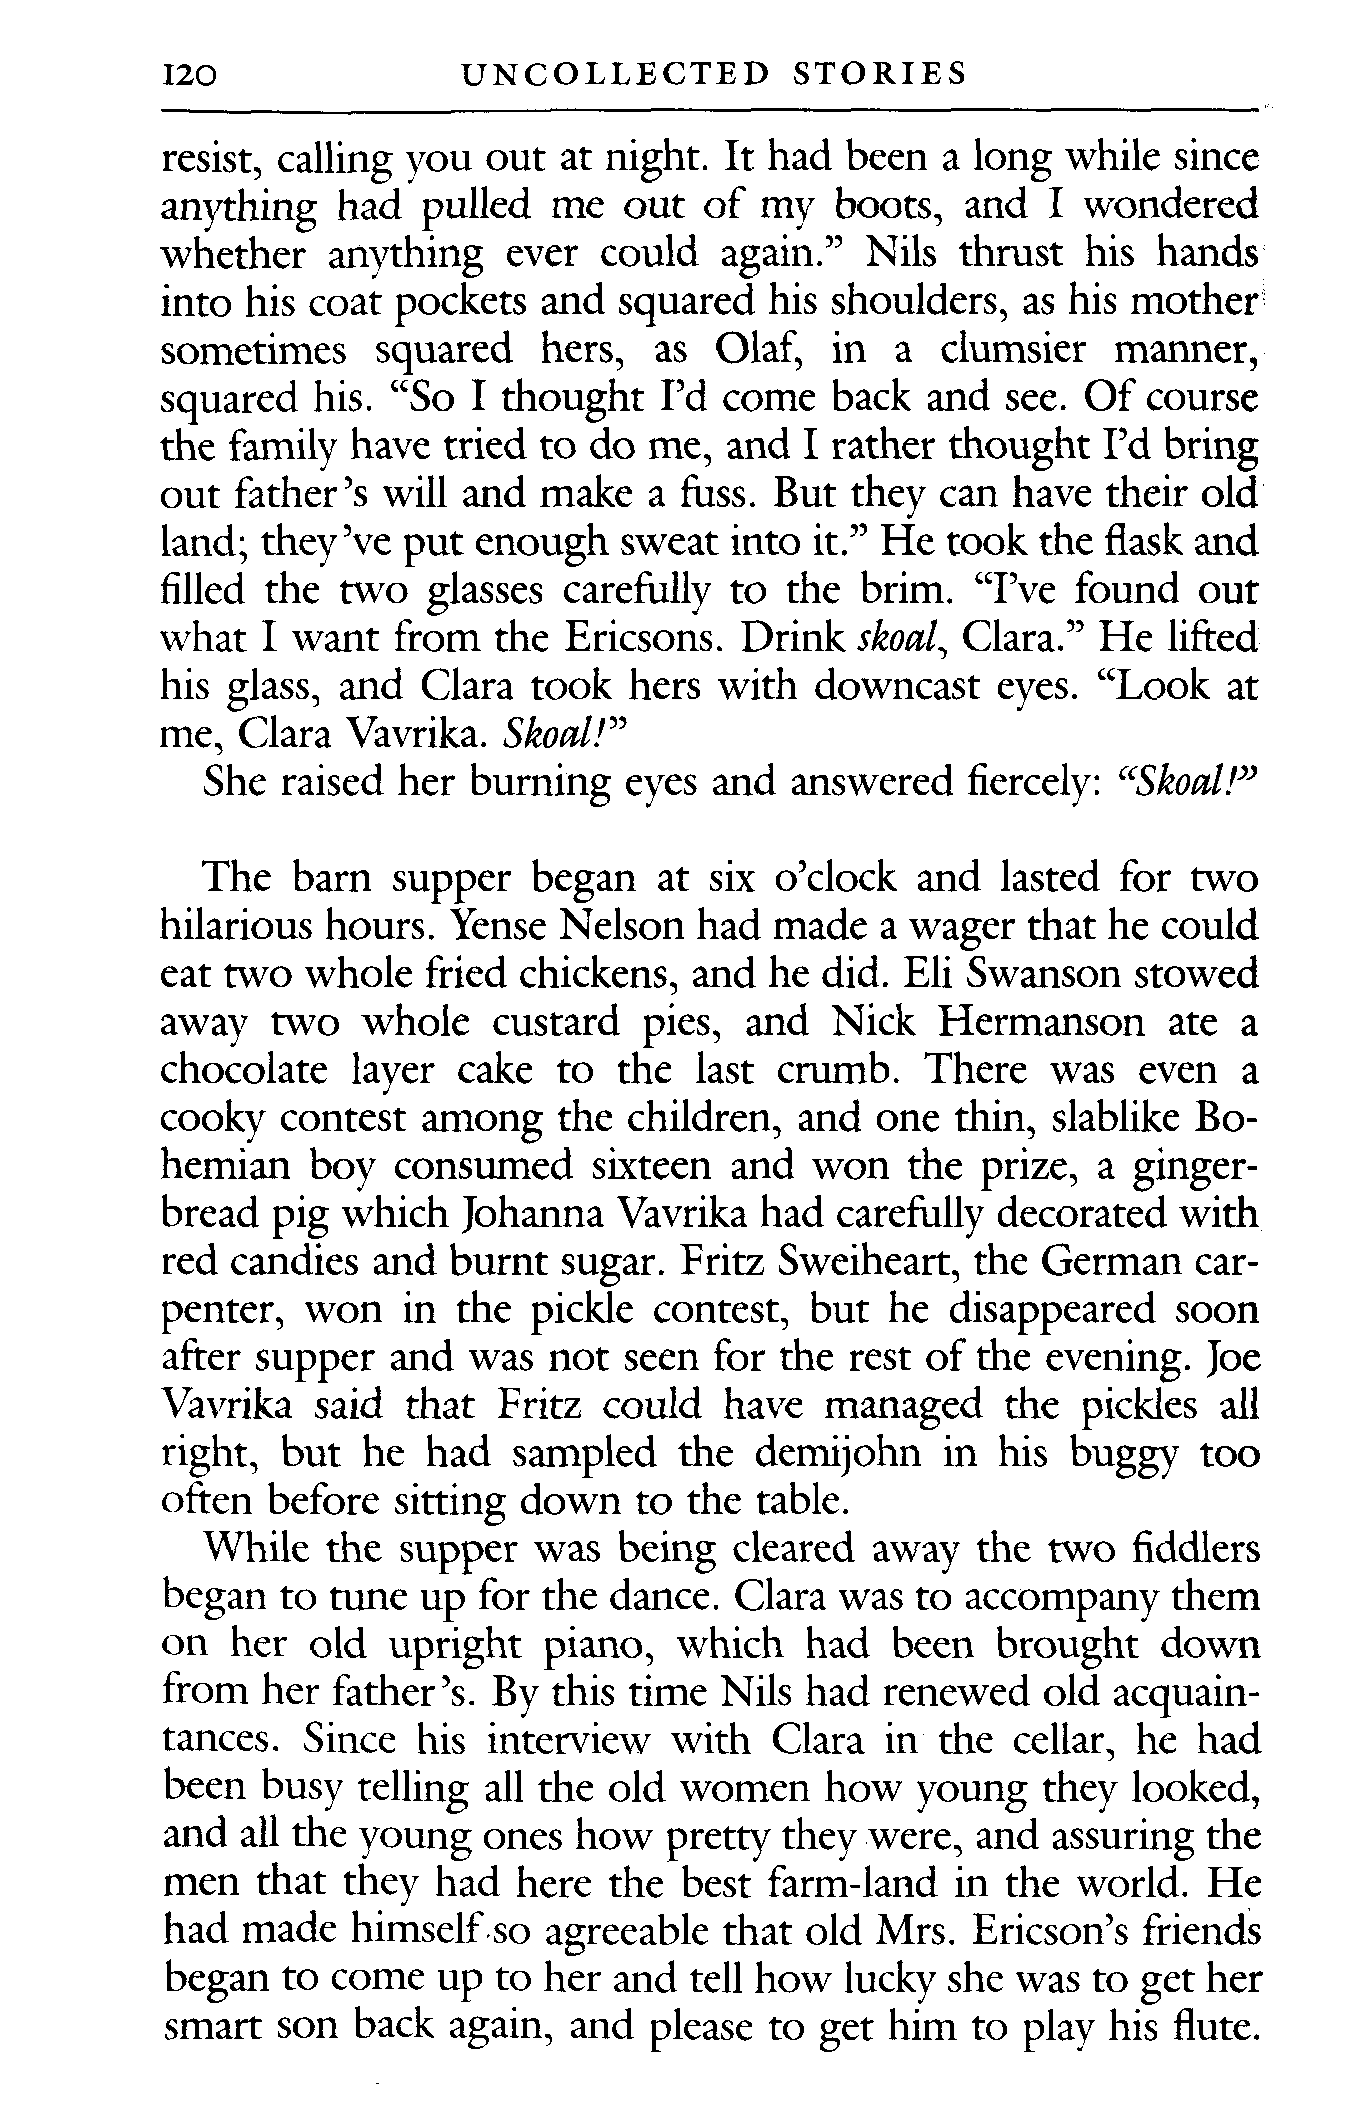 120 UNCOLLECTED STORIES
resist, calling you out at night. It had been a long while since
anything had pulled me out of my boots, and I wondered
whether anything ever could again.” Nils thrust his hands
into his coat pockets and squared his shoulders, as his mother
sometimes squared hers, as Olaf, in a clumsier manner,
squared his. “So I thought I’d come back and see. Of course
the family have tried to do me, and I rather thought I’d bring
out father’s will and make a fuss. But they can have their old
land; they’ve put enough sweat into it.” He took the flask and
filled the two glasses carefully to the brim. “I’ve found out
what I want from the Ericsons. Drink skoal, Clara.” He lifted
his glass, and Clara took hers with downcast eyes. “Look at
me, Clara Vavrika. Skoal!”
She raised her burning eyes and answered fiercely: “Skoal!”
The barn supper began at six o’clock and lasted for two
hilarious hours. Yense Nelson had made a wager that he could
eat two whole fried chickens, and he did. Eli Swanson stowed
away two whole custard pies, and Nick Hermanson ate a
chocolate layer cake to the last crumb. There was even a
cooky contest among the children, and one thin, slablike Bo-
hemian boy consumed sixteen and won the prize, a ginger-
bread pig which Johanna Vavrika had carefully decorated with
red candies and burnt sugar. Fritz Sweiheart, the German car-
penter, won in the pickle contest, but he disappeared soon
after supper and was not seen for the rest of the evening. Joe
Vavrika said that Fritz could have managed the pickles all
right, but he had sampled the demijohn in his buggy too
often before sitting down to the table.
While the supper was being cleared away the two fiddlers
began to tune up for the dance. Clara was to accompany them
on her old upright piano, which had been brought down
from her father’s. By this time Nils had renewed old acquain-
tances. Since his interview with Clara in the cellar, he had
been busy telling all the old women how young they looked,
and all the young ones how pretty they were, and assuring the
men that they had here the best farm-land in the world. He
had made himself so agreeable that old Mrs. Ericson’s friends
began to come up to her and tell how lucky she was to get her
smart son back again, and please to get him to play his flute.